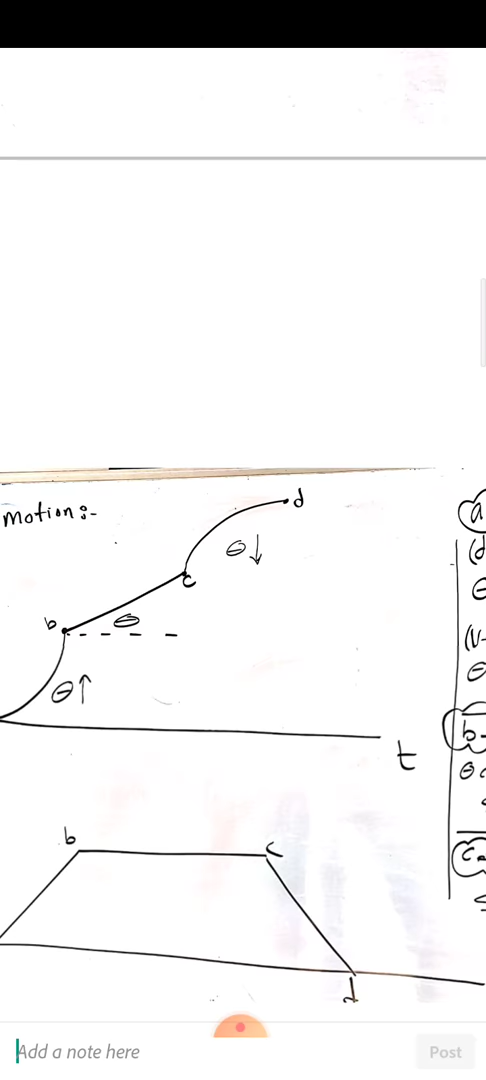 motion:-
d
θ↓
c
b
θ
θ↑
t
b
c
d
a
(d
θ
(v-
θ
b-
θ
c-
Add a note here
Post